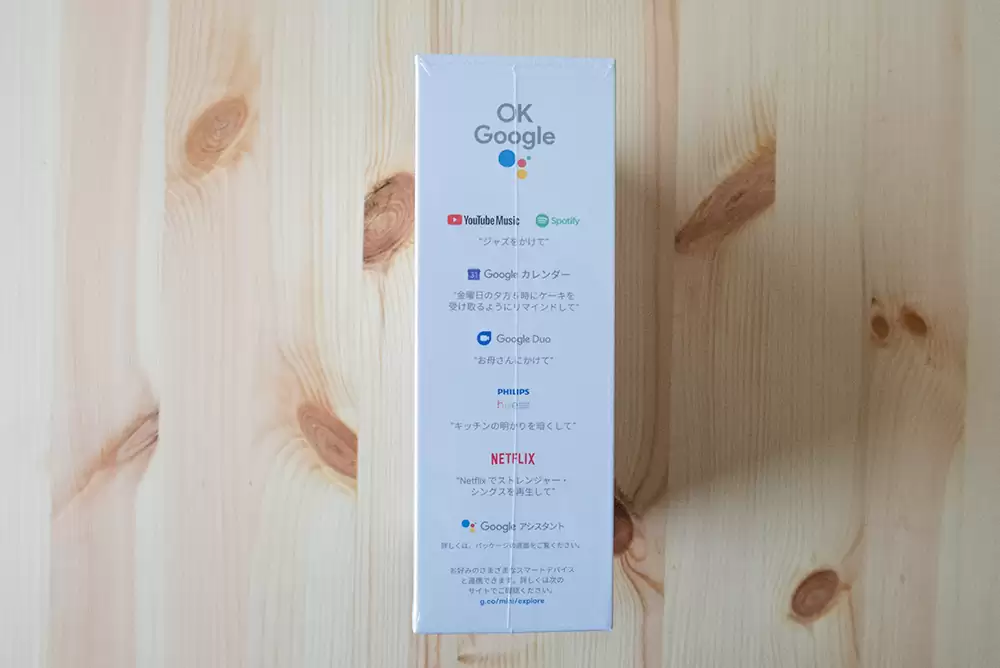 OK
Google
YouTube Music Spotify
"ジャズをかけて"
31 Google カレンダー
"金曜日の夕方5時にケーキを
受け取るようにリマインドして"
Google Duo
"お母さんにかけて"
PHILIPS
"キッチンの明かりを暗くして"
NETFLIX
"Netflix でストレンジャー・
シングスを再生して"
Google アシスタント
詳しくは、パッケージの底面をご覧ください。
お好みのさまざまなスマートデバイス
と連携できます。詳しくは次の
サイトでご確認ください。
g.co/mini/explore